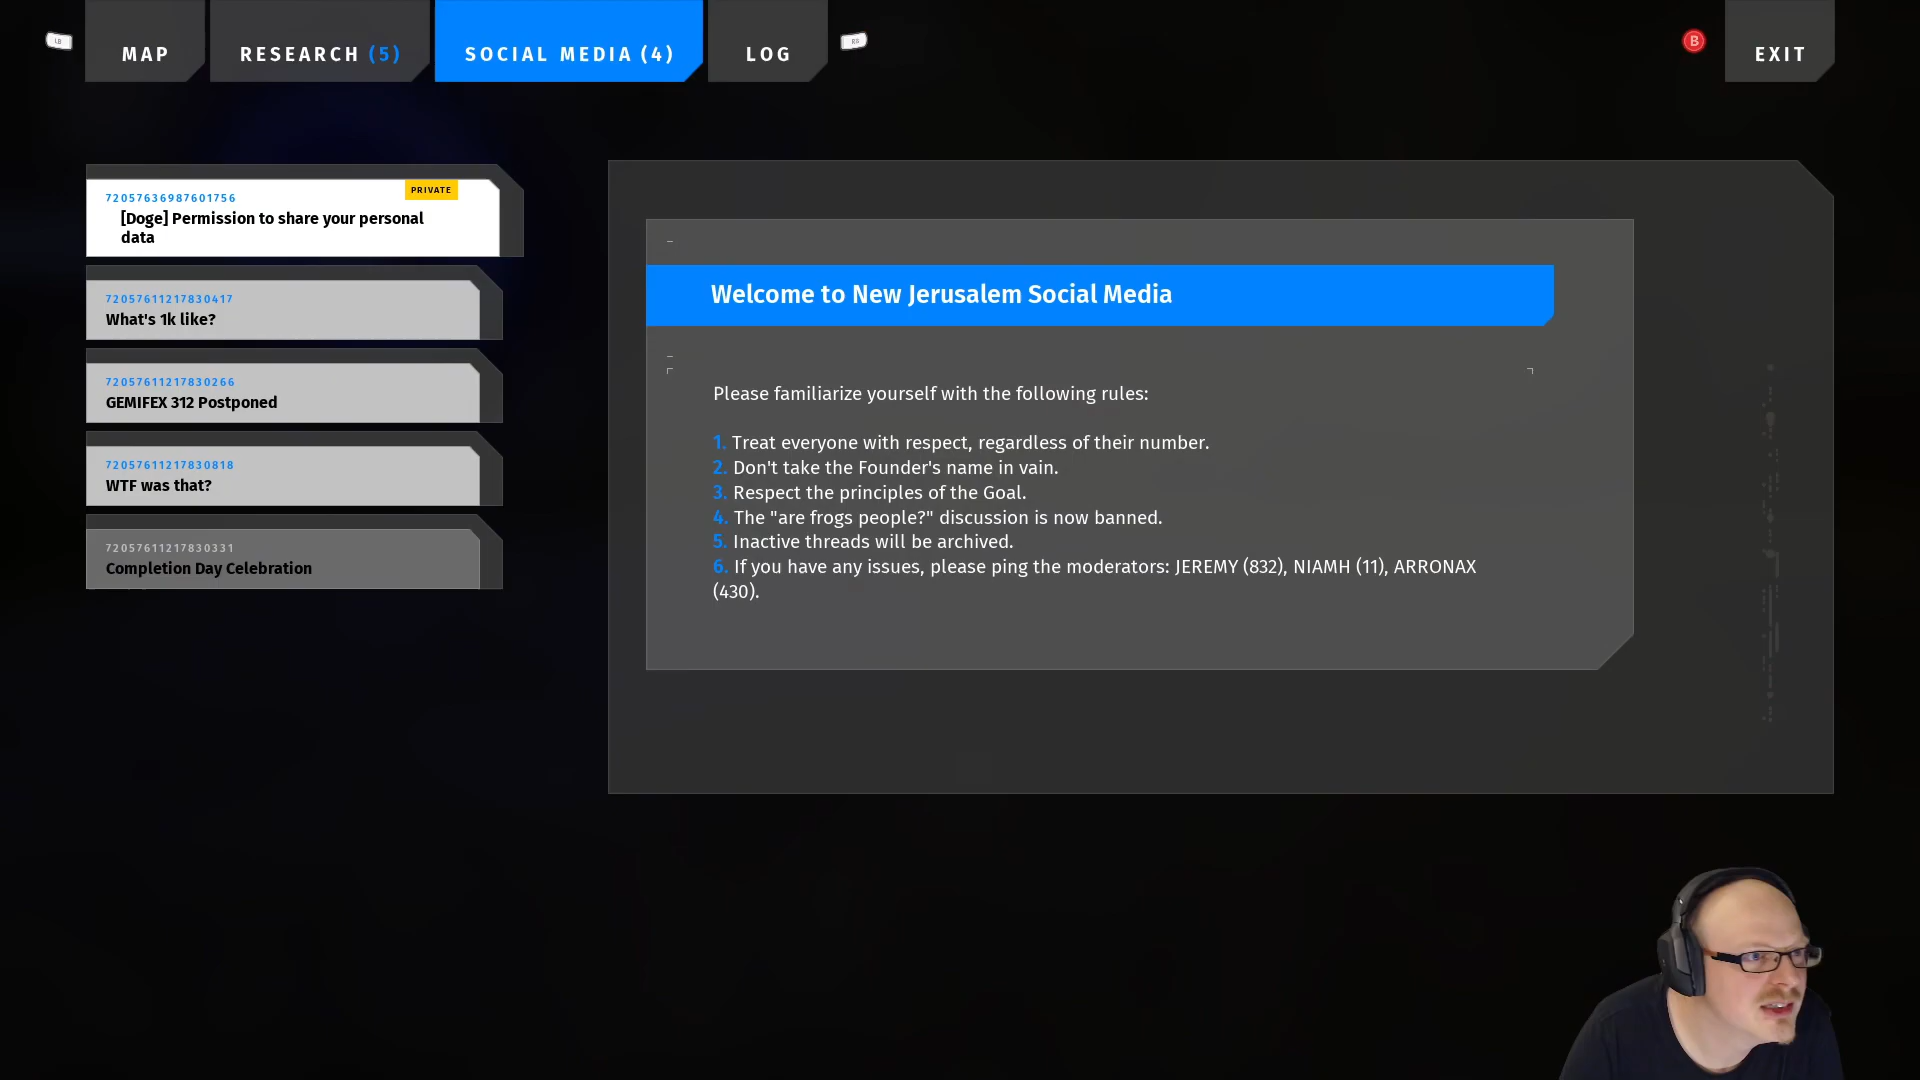 LB
MAP
RESEARCH (5)
SOCIAL MEDIA (4)
LOG
RB
B
EXIT
72057636987601756
PRIVATE
[Doge] Permission to share your personal
data
72057611217830417
What's 1k like?
72057611217830266
GEMIFEX 312 Postponed
72057611217830818
WTF was that?
72057611217830331
Completion Day Celebration
Welcome to New Jerusalem Social Media
Please familiarize yourself with the following rules:
1. Treat everyone with respect, regardless of their number.
2. Don't take the Founder's name in vain.
3. Respect the principles of the Goal.
4. The "are frogs people?" discussion is now banned.
5. Inactive threads will be archived.
6. If you have any issues, please ping the moderators: JEREMY (832), NIAMH (11), ARRONAX
(430).